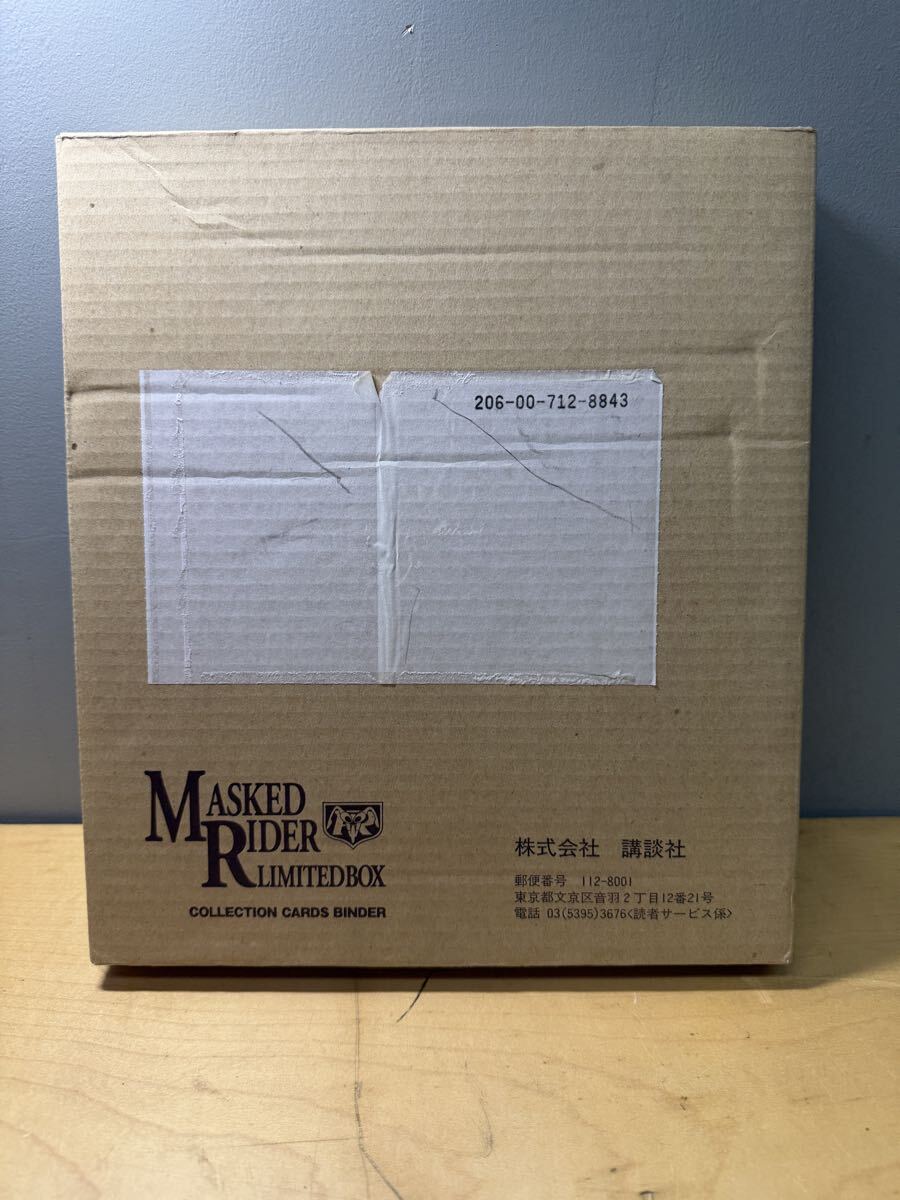 206-00-712-8843
MASKED
RIDER
LIMITED BOX
COLLECTION CARDS BINDER
株式会社 講談社
郵便番号 112-8001
東京都文京区音羽2丁目12番21号
電話 03(5395)3676<読者サービス係>